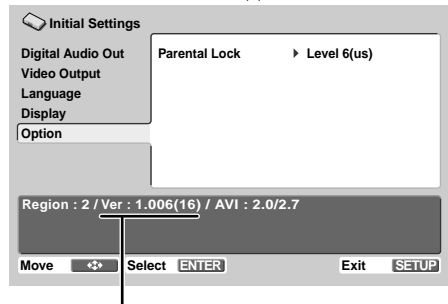 Initial Settings
Digital Audio Out
Video Output
Language
Display
Option
Parental Lock
Level 6(us)
Region : 2 / Ver : 1.006(16) / AVI : 2.0/2.7
Move Select ENTER Exit SETUP